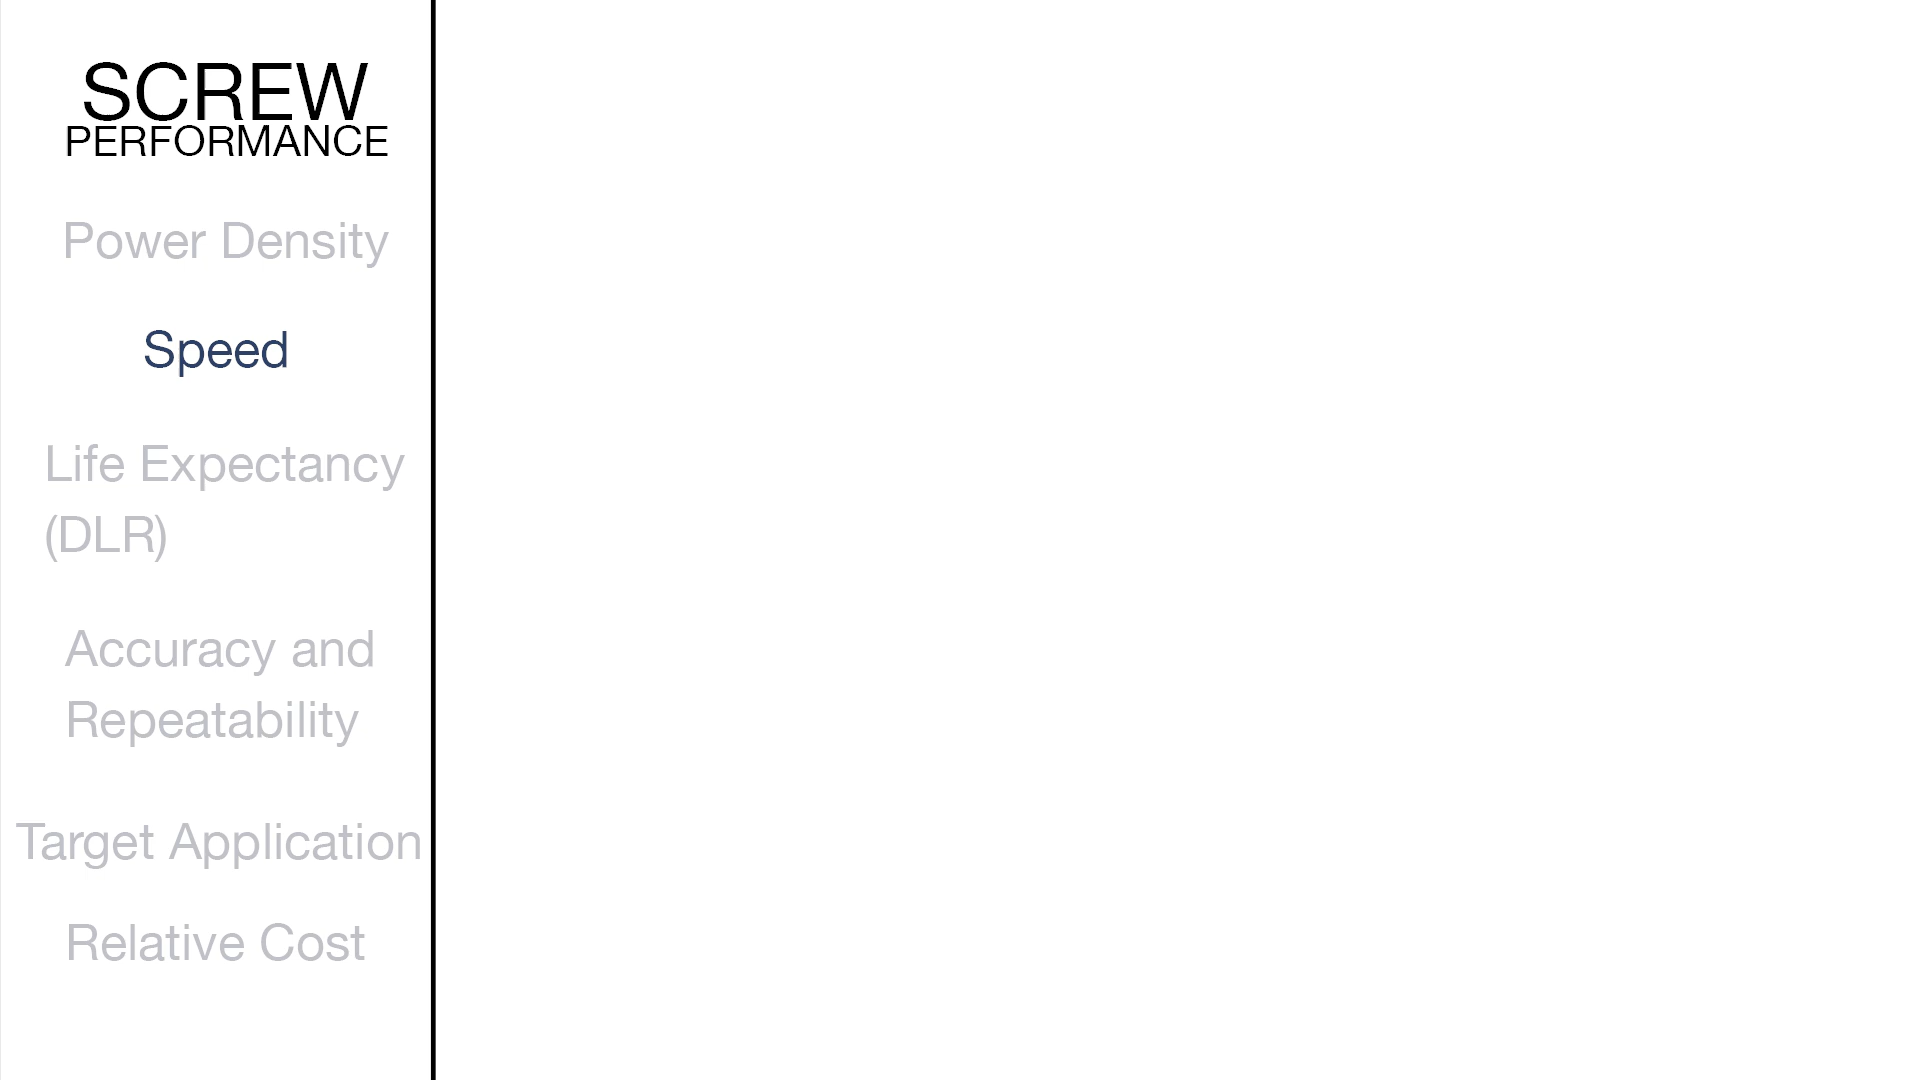 SCREW
PERFORMANCE
Power Density
Speed
Life Expectancy
(DLR)
Accuracy and
Repeatability
Target Application
Relative Cost